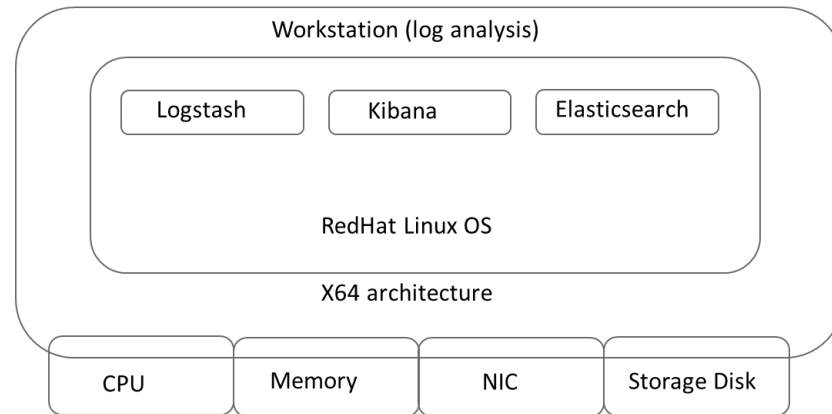 Workstation (log analysis)
Logstash
Kibana
Elasticsearch
RedHat Linux OS
X64 architecture
CPU
Memory
NIC
Storage Disk